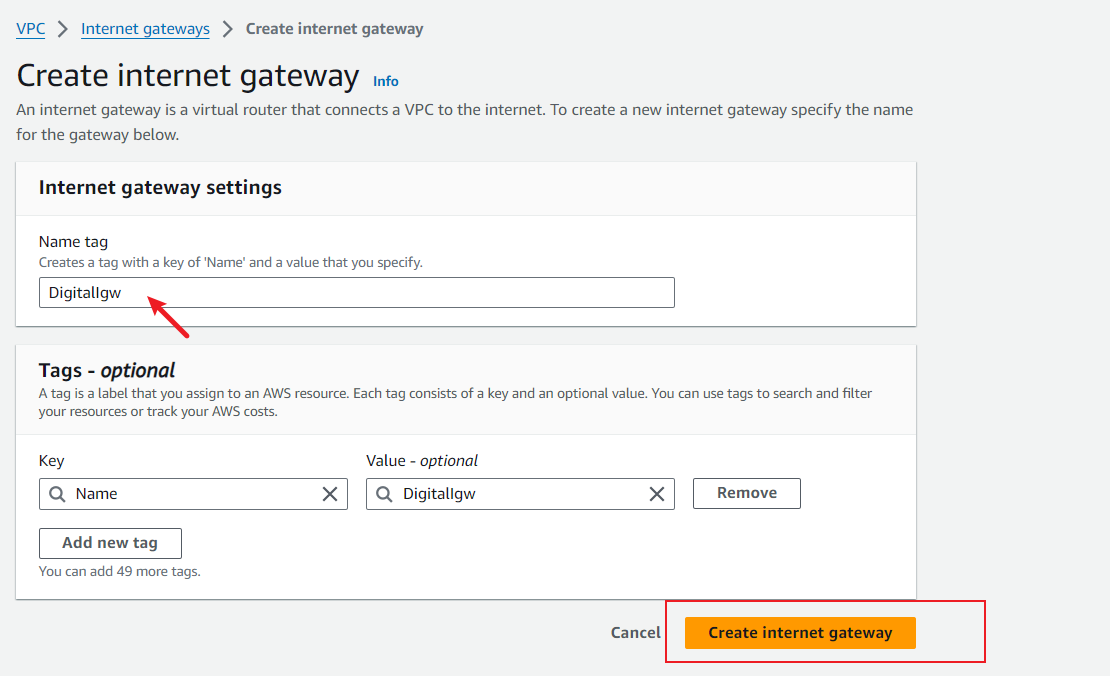 VPC > Internet gateways > Create internet gateway
Create internet gateway Info
An internet gateway is a virtual router that connects a VPC to the internet. To create a new internet gateway specify the name
for the gateway below.
Internet gateway settings
Name tag
Creates a tag with a key of 'Name' and a value that you specify.
DigitalIgw
Tags - optional
A tag is a label that you assign to an AWS resource. Each tag consists of a key and an optional value. You can use tags to search and filter
your resources or track your AWS costs.
Key Value - optional
Name DigitalIgw Remove
Add new tag
You can add 49 more tags.
Cancel Create internet gateway